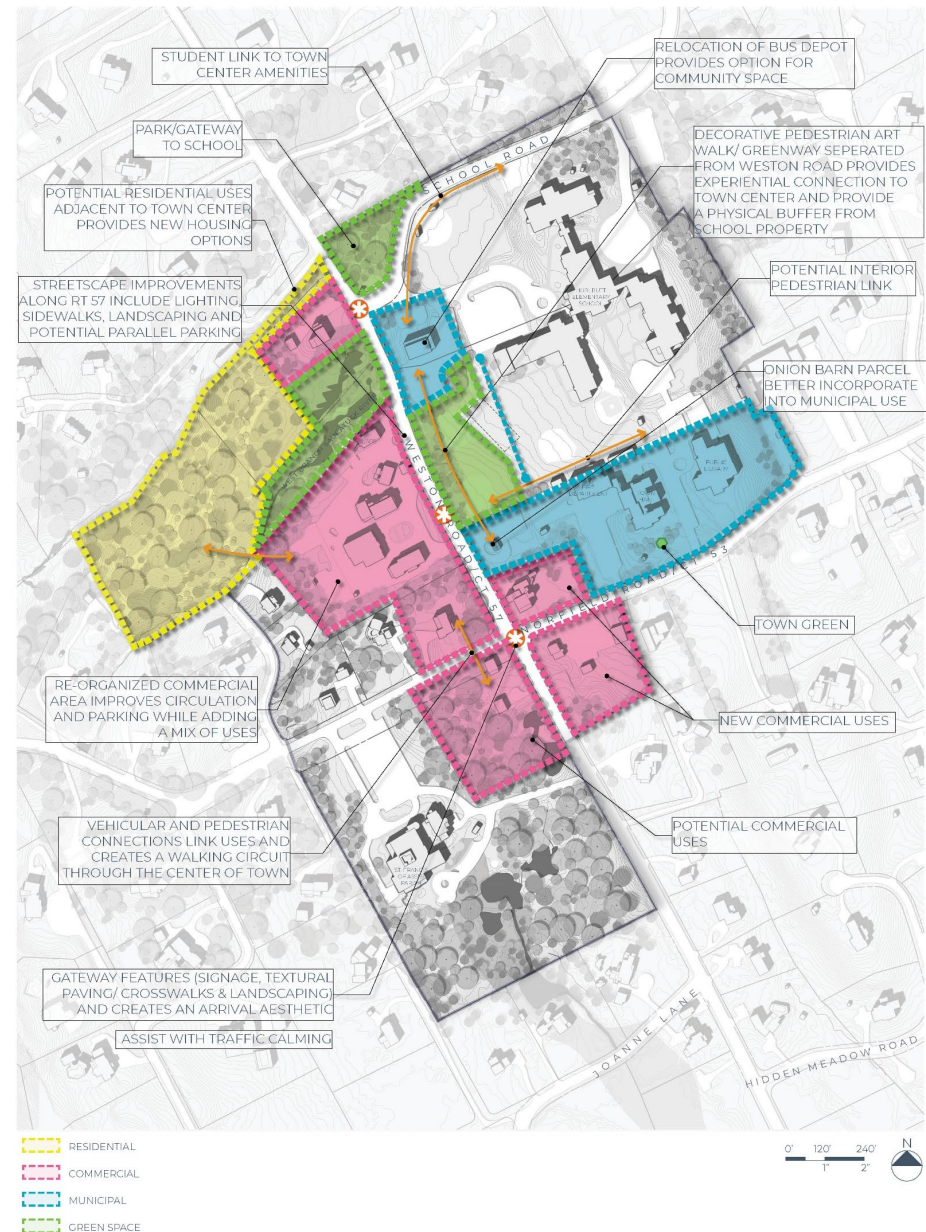 STUDENT LINK TO TOWN
CENTER AMENITIES
RELOCATION OF BUS DEPOT
PROVIDES OPTION FOR
COMMUNITY SPACE
PARK/GATEWAY
TO SCHOOL
DECORATIVE PEDESTRIAN ART
WALK/ GREENWAY SEPERATED
FROM WESTON ROAD PROVIDES
EXPERIENTIAL CONNECTION TO
TOWN CENTER AND PROVIDE
A PHYSICAL BUFFER FROM
SCHOOL PROPERTY
SCHOOL ROAD
POTENTIAL RESIDENTIAL USES
ADJACENT TO TOWN CENTER
PROVIDES NEW HOUSING
OPTIONS
STREETSCAPE IMPROVEMENTS
ALONG RT 57 INCLUDE LIGHTING,
SIDEWALKS, LANDSCAPING AND
POTENTIAL PARALLEL PARKING
POTENTIAL INTERIOR
PEDESTRIAN LINK
ELEMENTARY
SCHOOL
ONION BARN PARCEL
BETTER INCORPORATE
INTO MUNICIPAL USE
WESTON ROAD/CT 57
PUBLIC
NORFIELD ROAD/CT 53
TOWN GREEN
RE-ORGANIZED COMMERCIAL
AREA IMPROVES CIRCULATION
AND PARKING WHILE ADDING
A MIX OF USES
NEW COMMERCIAL USES
VEHICULAR AND PEDESTRIAN
CONNECTIONS LINK USES AND
CREATES A WALKING CIRCUIT
THROUGH THE CENTER OF TOWN
POTENTIAL COMMERCIAL
USES
GATEWAY FEATURES (SIGNAGE, TEXTURAL
PAVING/ CROSSWALKS & LANDSCAPING)
AND CREATES AN ARRIVAL AESTHETIC
ASSIST WITH TRAFFIC CALMING
JOANNE LANE
HIDDEN MEADOW ROAD
RESIDENTIAL
COMMERCIAL
MUNICIPAL
GREEN SPACE
0' 120' 240'
1" 2"
N